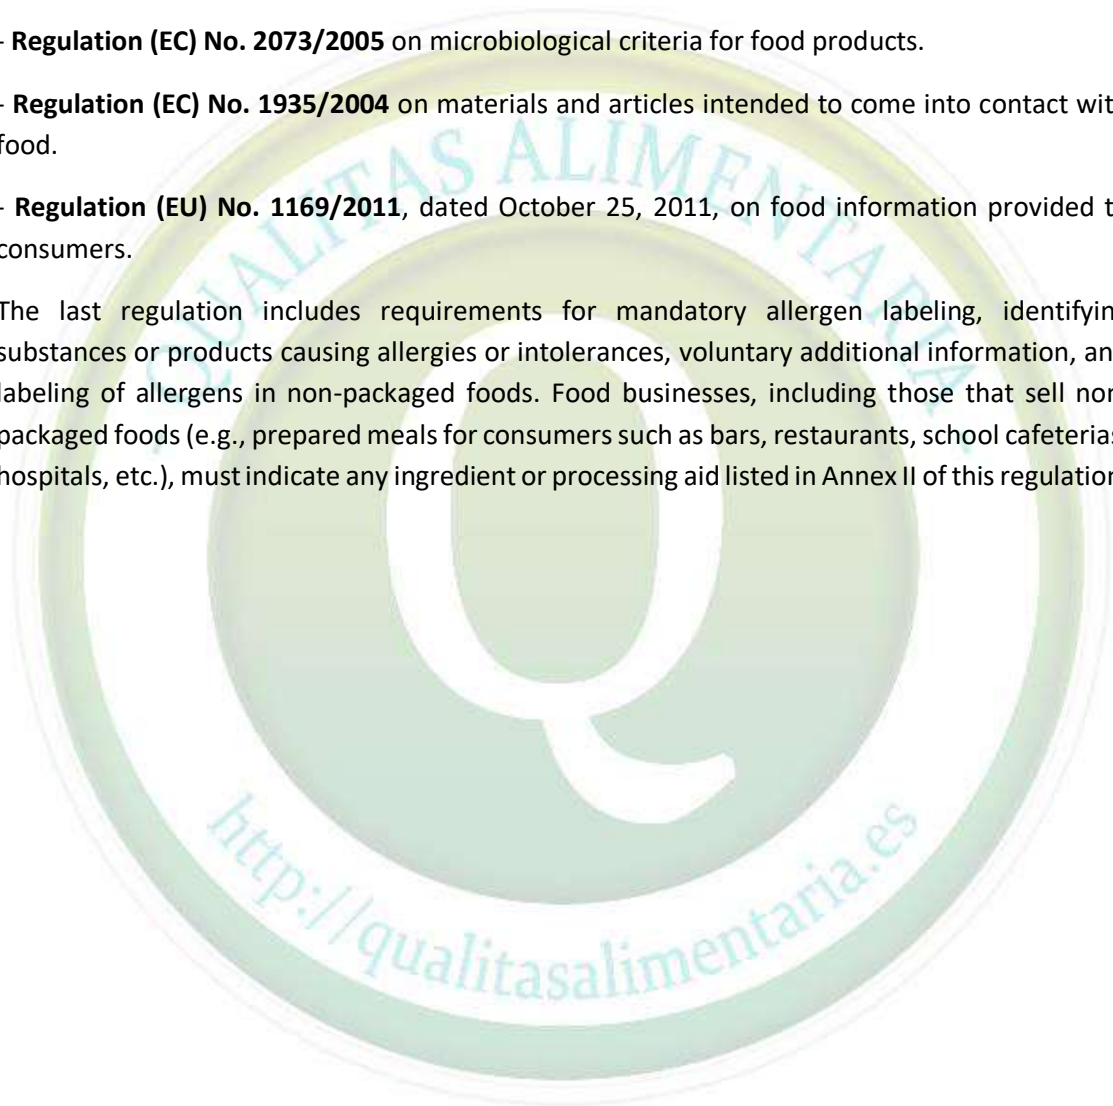 - Regulation (EC) No. 2073/2005 on microbiological criteria for food products.
- Regulation (EC) No. 1935/2004 on materials and articles intended to come into contact wit
food.
- Regulation (EU) No. 1169/2011, dated October 25, 2011, on food information provided t
consumers.
The last regulation includes requirements for mandatory allergen labeling, identifyin
substances or products causing allergies or intolerances, voluntary additional information, an
labeling of allergens in non-packaged foods. Food businesses, including those that sell non
packaged foods (e.g., prepared meals for consumers such as bars, restaurants, school cafeterias
hospitals, etc.), must indicate any ingredient or processing aid listed in Annex II of this regulation
QUALITAS ALIMENTARIA
Q
http://qualitasalimentaria.es